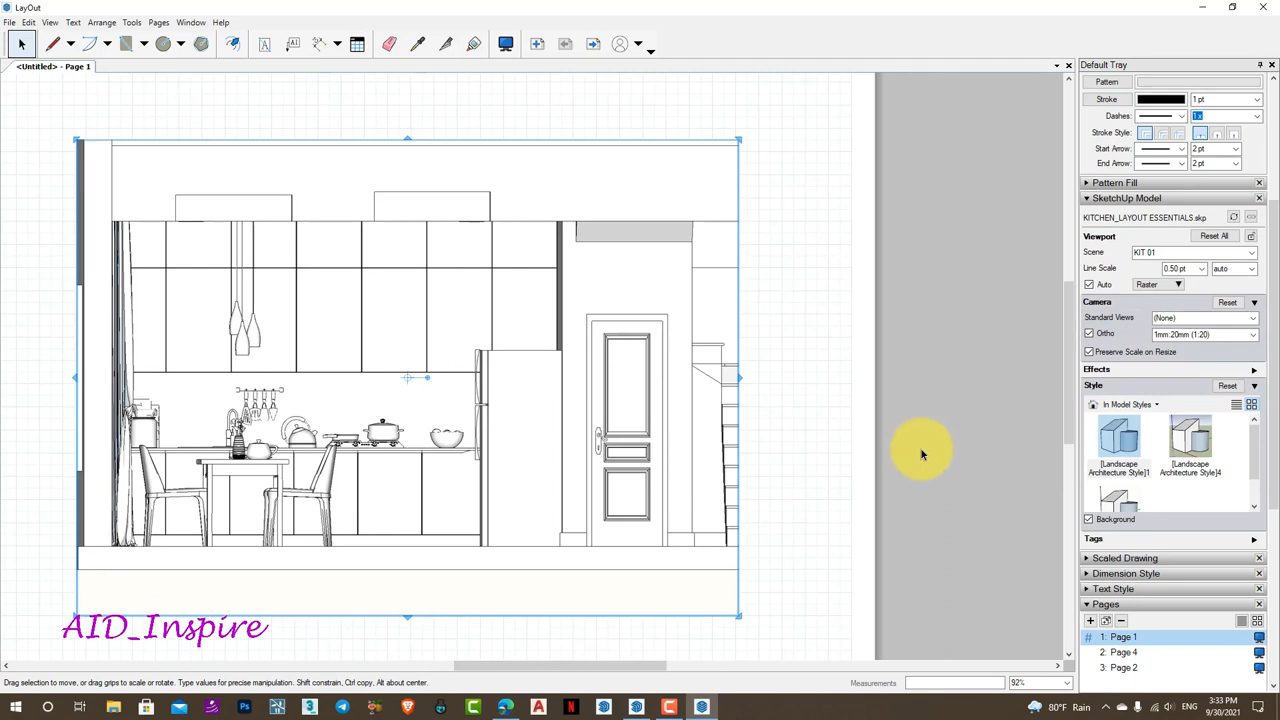 LayOut
File Edit View Text Arrange Tools Pages Window Help
<Untitled> - Page 1
Default Tray
Pattern
Stroke 1 pt
Dashes: 1 x
Stroke Style:
Start Arrow: 2 pt
End Arrow: 2 pt
Pattern Fill
SketchUp Model
KITCHEN_LAYOUT ESSENTIALS.skp
Viewport Reset All
Scene KIT 01
Line Scale 0.50 pt auto
Auto Raster
Camera Reset
Standard Views (None)
Ortho 1mm:20mm (1:20)
Preserve Scale on Resize
Effects
Style Reset
In Model Styles
[Landscape Architecture Style]1
[Landscape Architecture Style]4
Background
Tags
Scaled Drawing
Dimension Style
Text Style
Pages
# 1: Page 1
2: Page 4
3: Page 2
AID_Inspire
Drag selection to move, or drag grips to scale or rotate. Type values for precise manipulation. Shift constrain, Ctrl copy, Alt about center.
Measurements
92%
80°F Rain
3:33 PM
9/30/2021